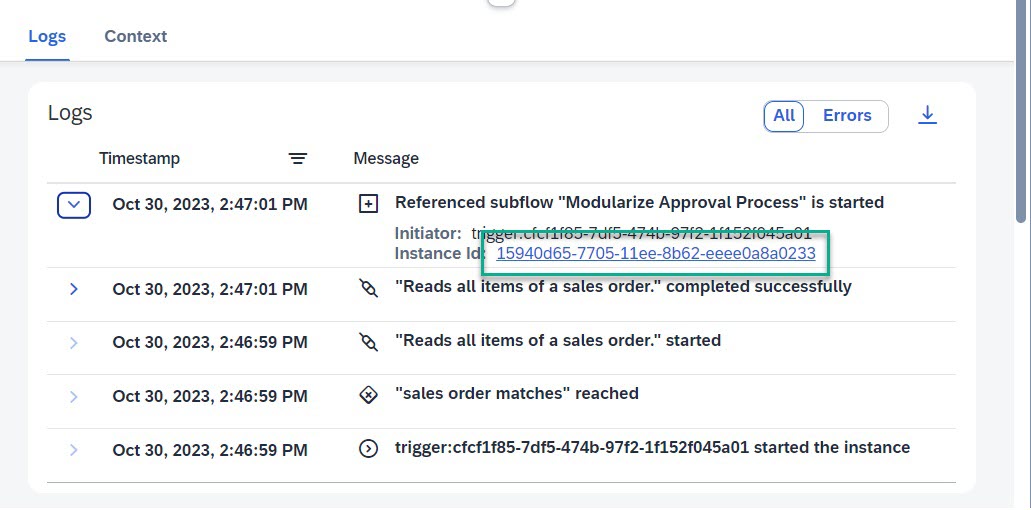 Logs Context
Logs
All Errors
Timestamp Message
Oct 30, 2023, 2:47:01 PM Referenced subflow "Modularize Approval Process" is started
Initiator: trigger:cfcf1f85-7df5-474b-97f2-1f152f045a01
Instance Id: 15940d65-7705-11ee-8b62-eeee0a8a0233
Oct 30, 2023, 2:47:01 PM "Reads all items of a sales order." completed successfully
Oct 30, 2023, 2:46:59 PM "Reads all items of a sales order." started
Oct 30, 2023, 2:46:59 PM "sales order matches" reached
Oct 30, 2023, 2:46:59 PM trigger:cfcf1f85-7df5-474b-97f2-1f152f045a01 started the instance